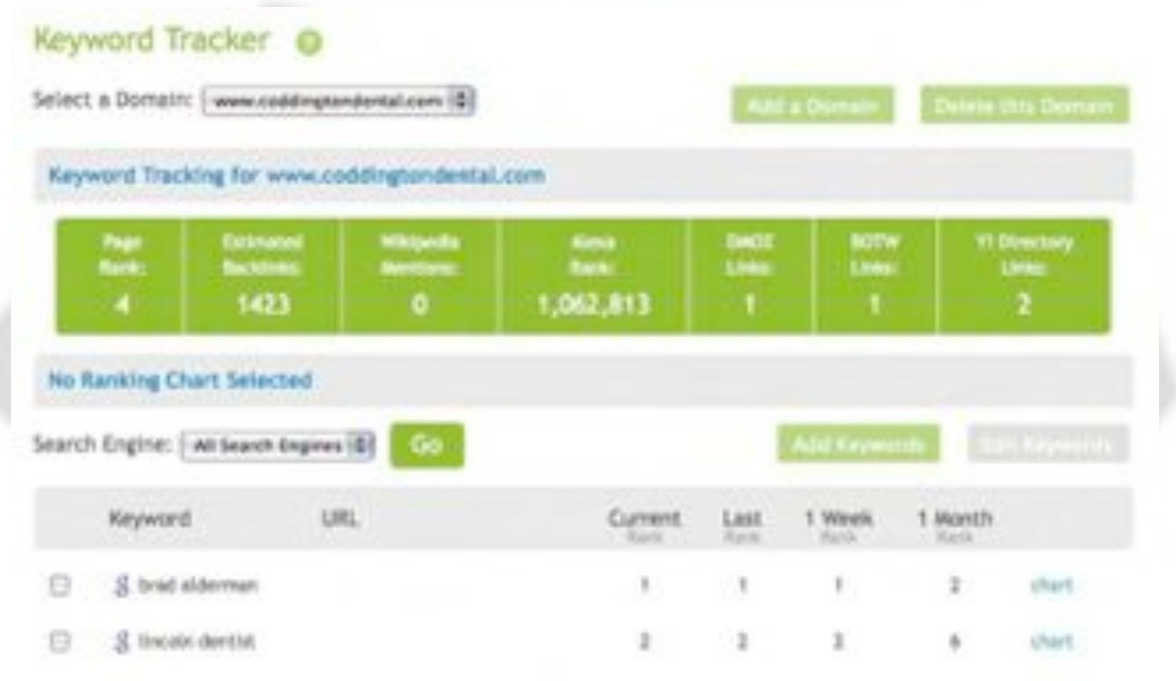 Keyword Tracker ?
Select a Domain: www.coddingtondental.com
Add a Domain
Delete this Domain
Keyword Tracking for www.coddingtondental.com
Page Rank: 4
Estimated Backlinks: 1423
Wikipedia Mentions: 0
Alexa Rank: 1,062,813
DMOZ Links: 1
BOTW Links: 1
Y! Directory Links: 2
No Ranking Chart Selected
Search Engine: All Search Engines Go
Add Keywords
Edit Keywords
Keyword URL Current Rank Last Rank 1 Week Rank 1 Month Rank
g brad alderman 1 1 1 2 chart
g lincoln dentist 2 2 6 chart